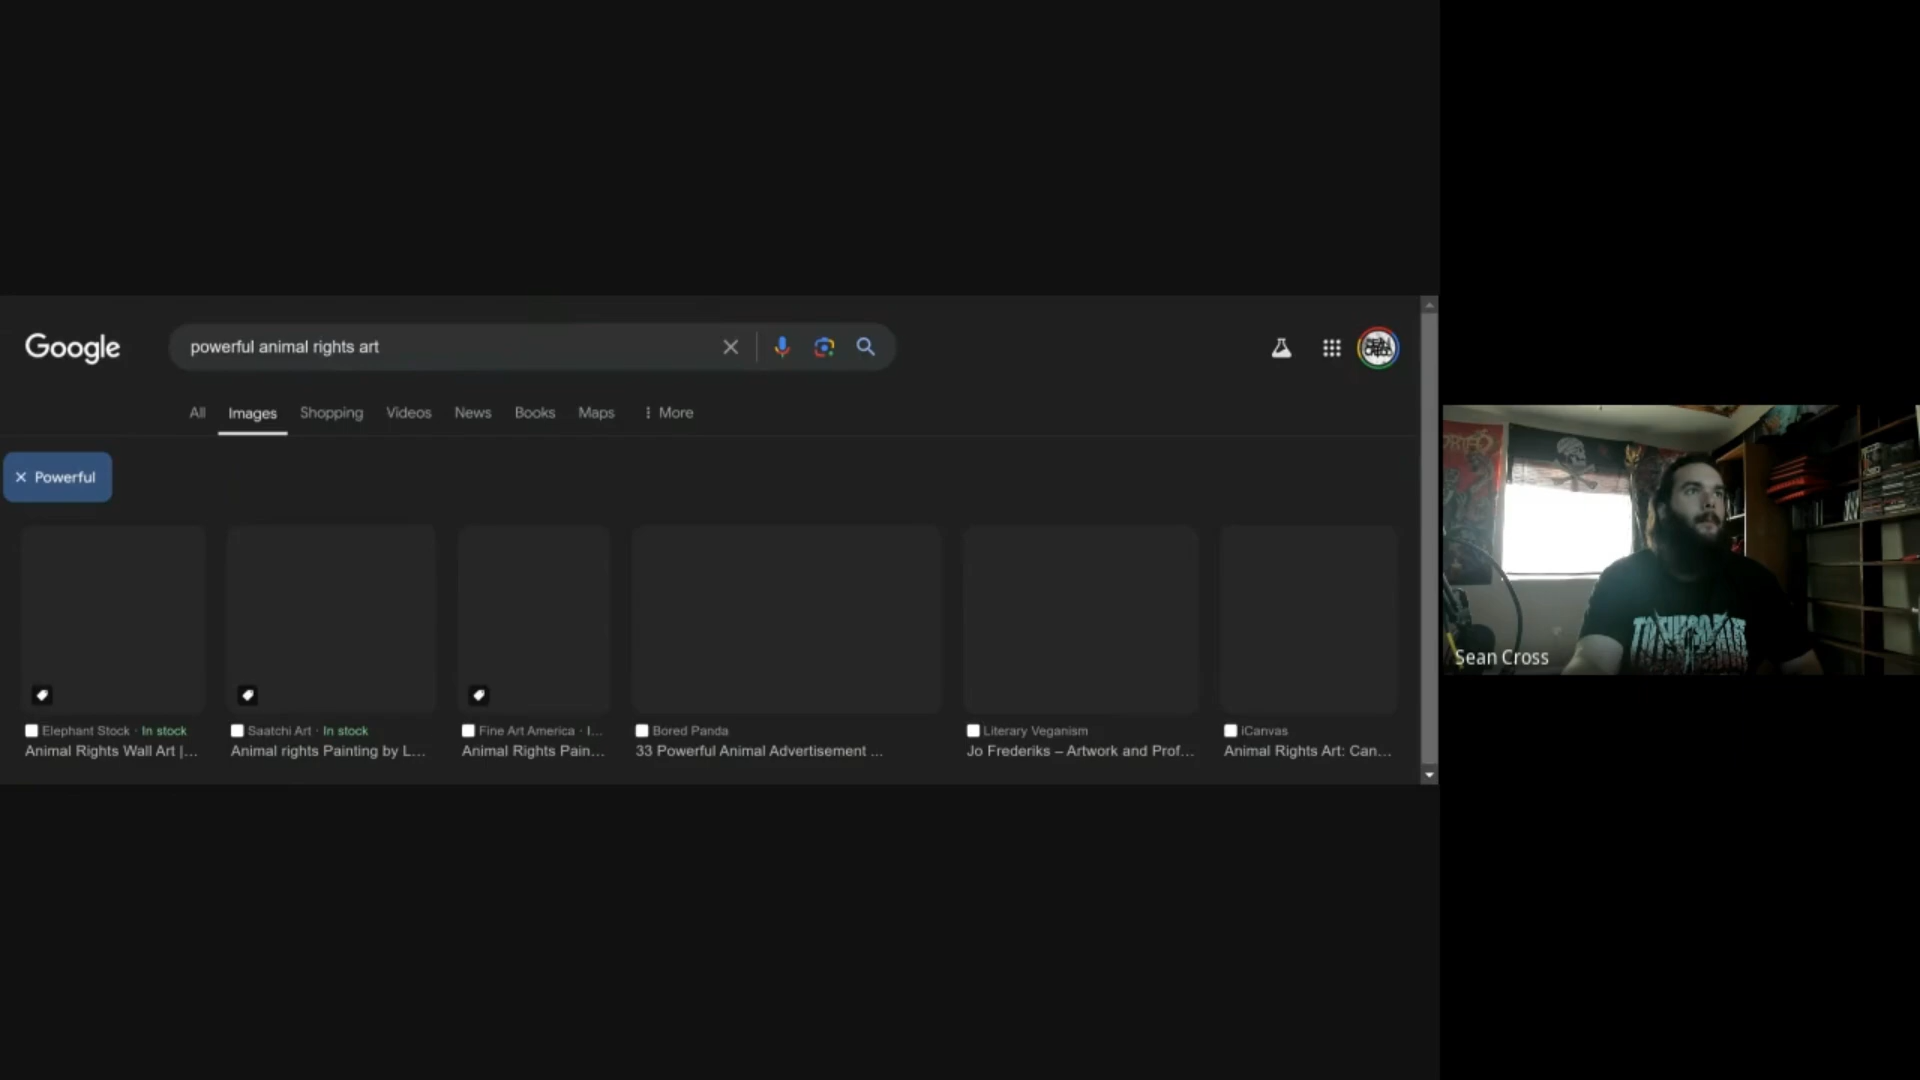 Google
powerful animal rights art
All Images Shopping Videos News Books Maps More
Powerful
Elephant Stock · In stock
Animal Rights Wall Art |...
Saatchi Art · In stock
Animal rights Painting by L...
Fine Art America · I...
Animal Rights Pain...
Bored Panda
33 Powerful Animal Advertisement ...
Literary Veganism
Jo Frederiks – Artwork and Prof...
iCanvas
Animal Rights Art: Can...
Sean Cross